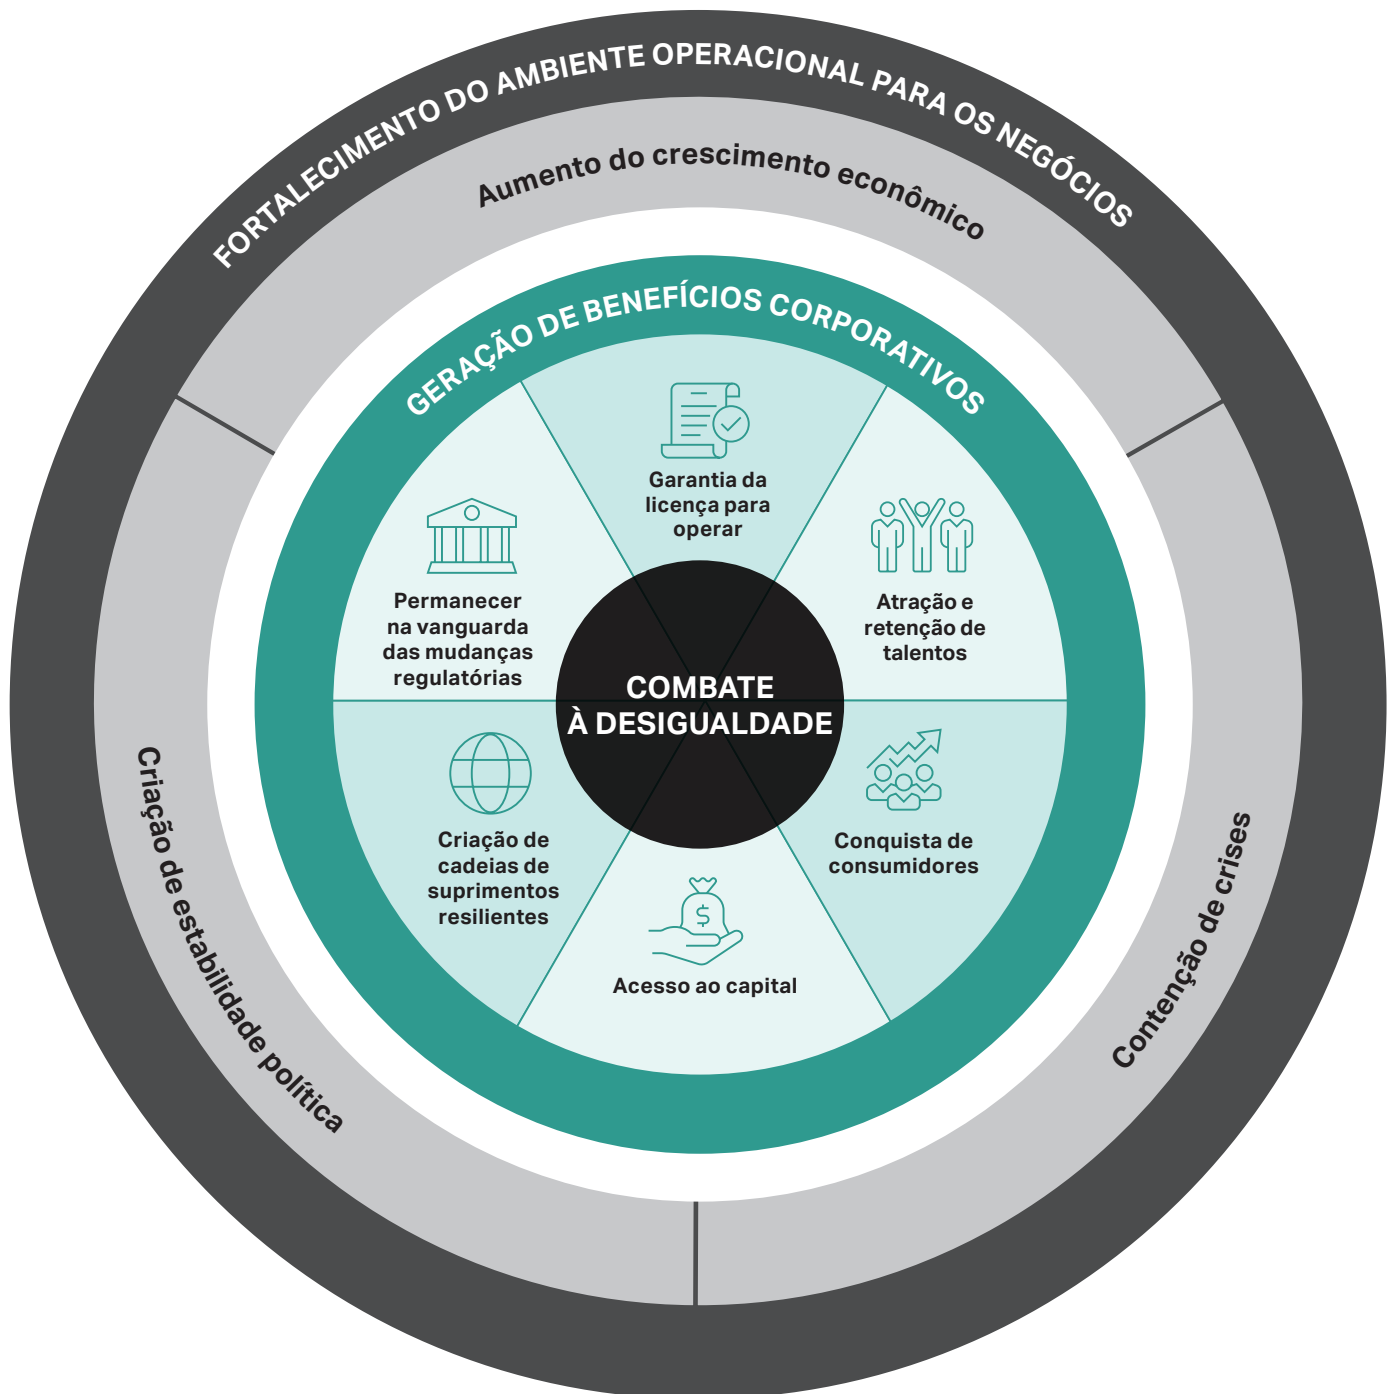 FORTALECIMENTO DO AMBIENTE OPERACIONAL PARA OS NEGÓCIOS
Aumento do crescimento econômico
GERAÇÃO DE BENEFÍCIOS CORPORATIVOS
Garantia da
licença para
operar
Atração e
retenção de
talentos
Conquista de
consumidores
$
Acesso ao capital
Criação de
cadeias de
suprimentos
resilientes
Permanecer
na vanguarda
das mudanças
regulatórias
COMBATE
À DESIGUALDADE
Contenção de crises
Criação de estabilidade política